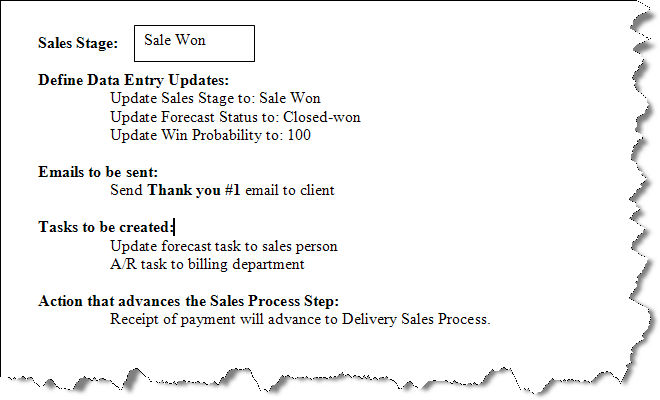 Sales Stage: Sale Won
Define Data Entry Updates:
Update Sales Stage to: Sale Won
Update Forecast Status to: Closed-won
Update Win Probability to: 100
Emails to be sent:
Send Thank you #1 email to client
Tasks to be created:
Update forecast task to sales person
A/R task to billing department
Action that advances the Sales Process Step:
Receipt of payment will advance to Delivery Sales Process.